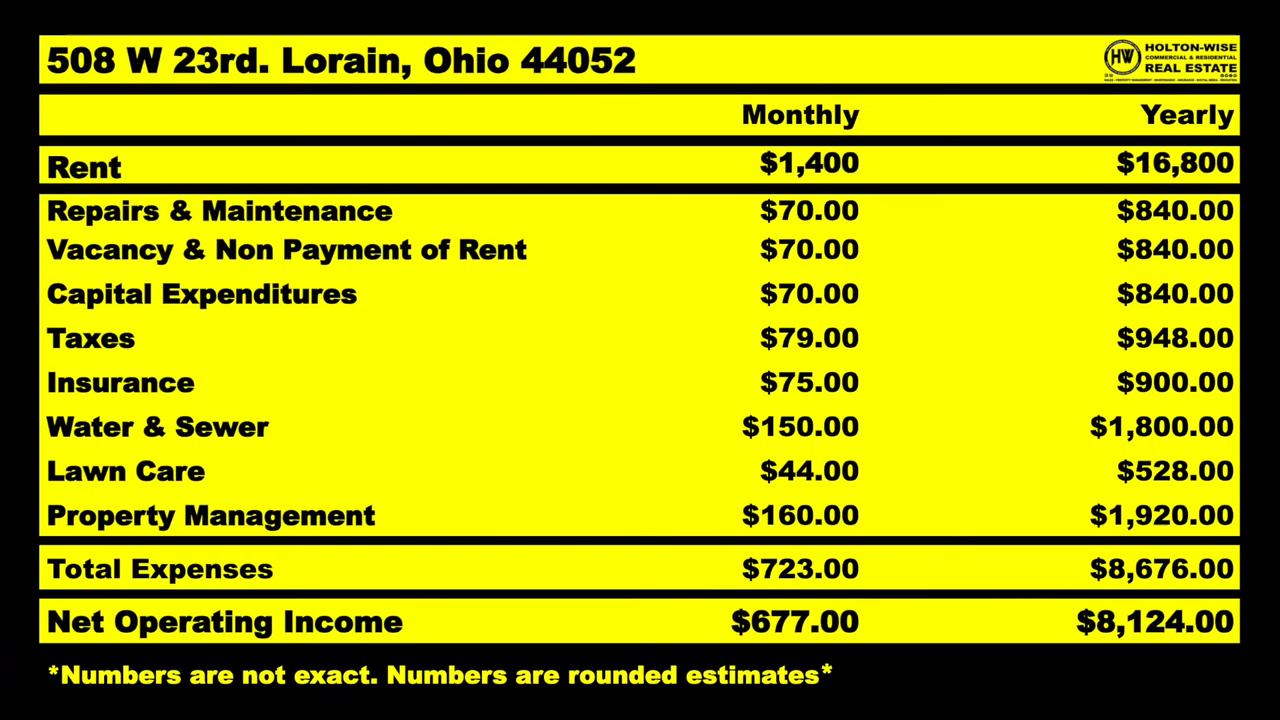 508 W 23rd. Lorain, Ohio 44052
HOLTON-WISE
COMMERCIAL & RESIDENTIAL
REAL ESTATE
HW
Monthly Yearly
Rent $1,400 $16,800
Repairs & Maintenance $70.00 $840.00
Vacancy & Non Payment of Rent $70.00 $840.00
Capital Expenditures $70.00 $840.00
Taxes $79.00 $948.00
Insurance $75.00 $900.00
Water & Sewer $150.00 $1,800.00
Lawn Care $44.00 $528.00
Property Management $160.00 $1,920.00
Total Expenses $723.00 $8,676.00
Net Operating Income $677.00 $8,124.00
*Numbers are not exact. Numbers are rounded estimates*